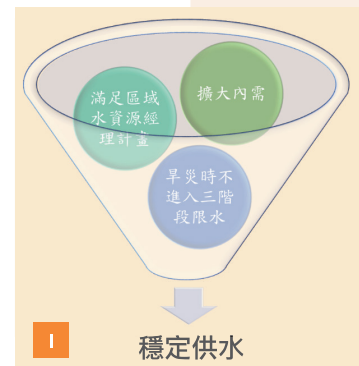 滿足區域
水資源經
理計畫
擴大內需
旱災時不
進入三階
段限水
I
穩定供水